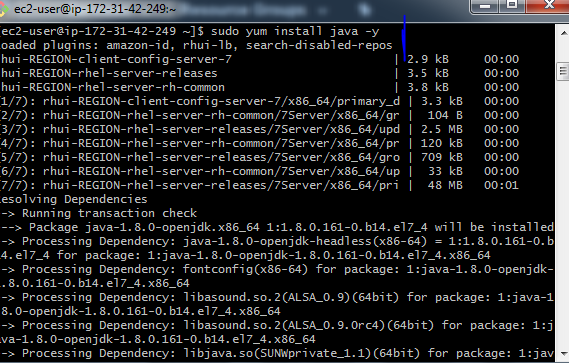 ec2-user@ip-172-31-42-249:~
ec2-user@ip-172-31-42-249 ~]$ sudo yum install java -y
oaded plugins: amazon-id, rhui-lb, search-disabled-repos
hui-REGION-client-config-server-7 | 2.9 kB 00:00
hui-REGION-rhel-server-releases | 3.5 kB 00:00
hui-REGION-rhel-server-rh-common | 3.8 kB 00:00
1/7): rhui-REGION-client-config-server-7/x86_64/primary_d | 3.3 kB 00:00
2/7): rhui-REGION-rhel-server-rh-common/7Server/x86_64/gr | 104 B 00:00
3/7): rhui-REGION-rhel-server-releases/7Server/x86_64/upd | 2.5 MB 00:00
4/7): rhui-REGION-rhel-server-rh-common/7Server/x86_64/pr | 120 kB 00:00
5/7): rhui-REGION-rhel-server-releases/7Server/x86_64/gro | 709 kB 00:00
6/7): rhui-REGION-rhel-server-rh-common/7Server/x86_64/up | 33 kB 00:00
7/7): rhui-REGION-rhel-server-releases/7Server/x86_64/pri | 48 MB 00:01
esolving Dependencies
-> Running transaction check
--> Package java-1.8.0-openjdk.x86_64 1:1.8.0.161-0.b14.el7_4 will be installed
-> Processing Dependency: java-1.8.0-openjdk-headless(x86-64) = 1:1.8.0.161-0.b
14.el7_4 for package: 1:java-1.8.0-openjdk-1.8.0.161-0.b14.el7_4.x86_64
-> Processing Dependency: fontconfig(x86-64) for package: 1:java-1.8.0-openjdk-
1.8.0.161-0.b14.el7_4.x86_64
-> Processing Dependency: libasound.so.2(ALSA_0.9)(64bit) for package: 1:java-1
.8.0-openjdk-1.8.0.161-0.b14.el7_4.x86_64
-> Processing Dependency: libasound.so.2(ALSA_0.9.0rc4)(64bit) for package: 1:j
ava-1.8.0-openjdk-1.8.0.161-0.b14.el7_4.x86_64
-> Processing Dependency: libjava.so(SUNWprivate_1.1)(64bit) for package: 1:jav